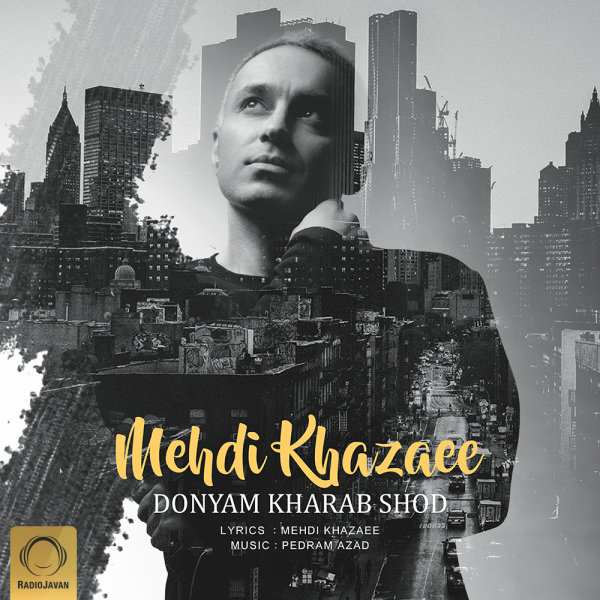 Mehdi Khazaee
DONYAM KHARAB SHOD
LYRICS : MEHDI KHAZAEE
MUSIC : PEDRAM AZAD
RADIOJAVAN